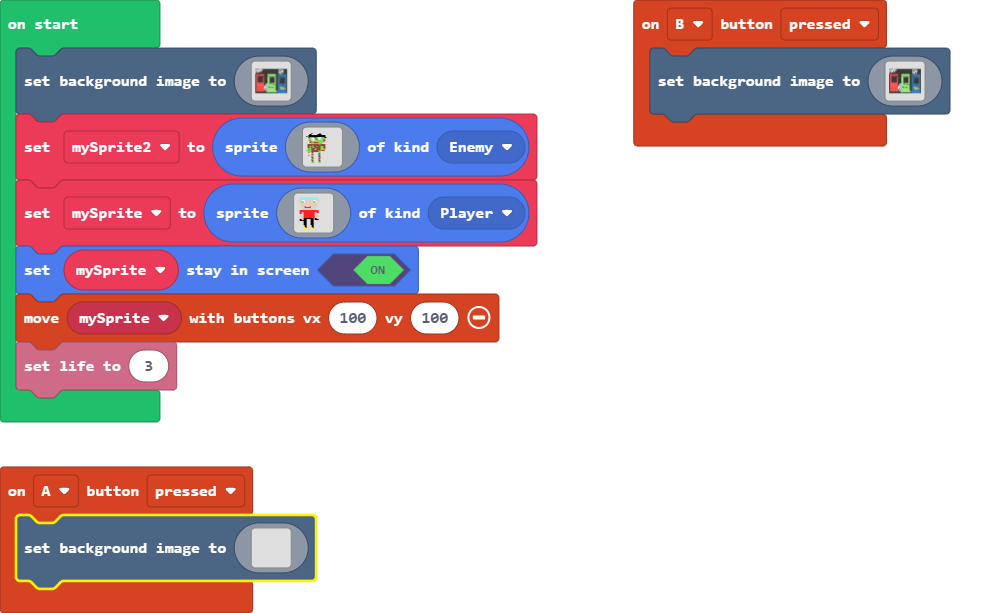 on start
set background image to
set mySprite2 to sprite of kind Enemy
set mySprite to sprite of kind Player
set mySprite stay in screen ON
move mySprite with buttons vx 100 vy 100
set life to 3
on B button pressed
set background image to
on A button pressed
set background image to